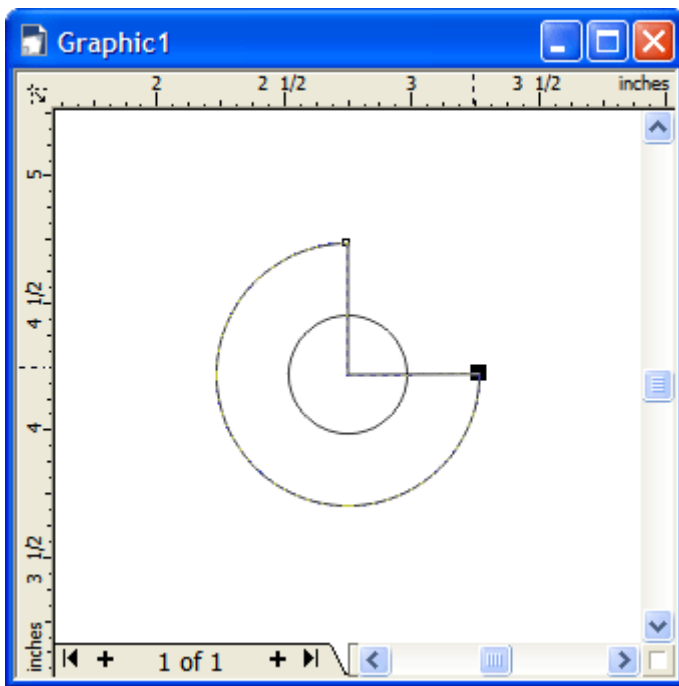 Graphic1
2 2 1/2 3 3 1/2 inches
5
4 1/2
4
3 1/2
inches
1 of 1